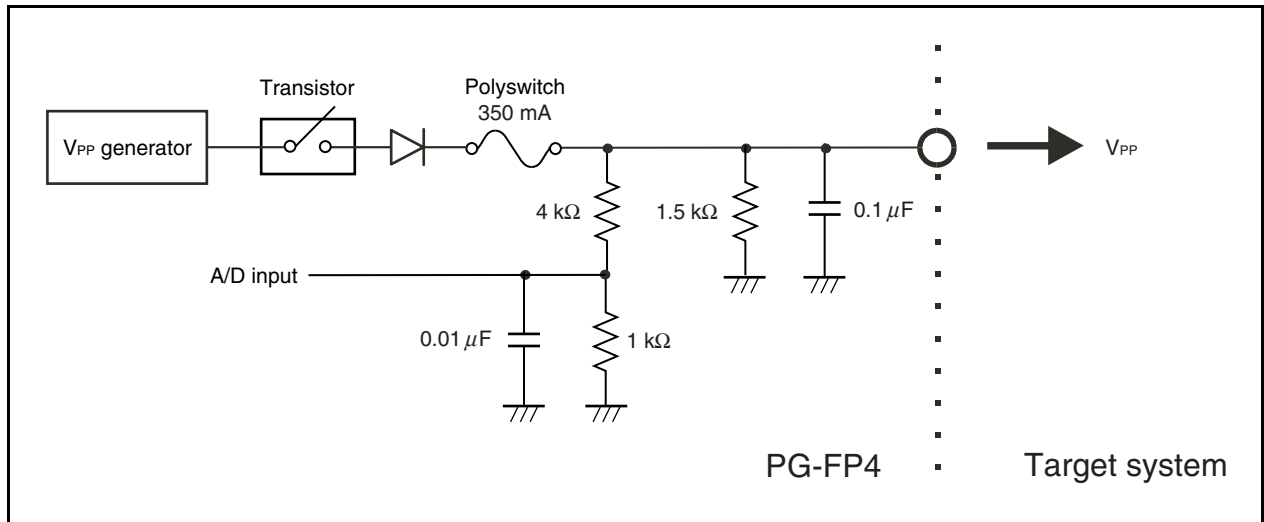 Transistor
Polyswitch
350 mA
VPP generator
VPP
4 kΩ
1.5 kΩ
0.1 μF
A/D input
0.01 μF
1 kΩ
PG-FP4
Target system